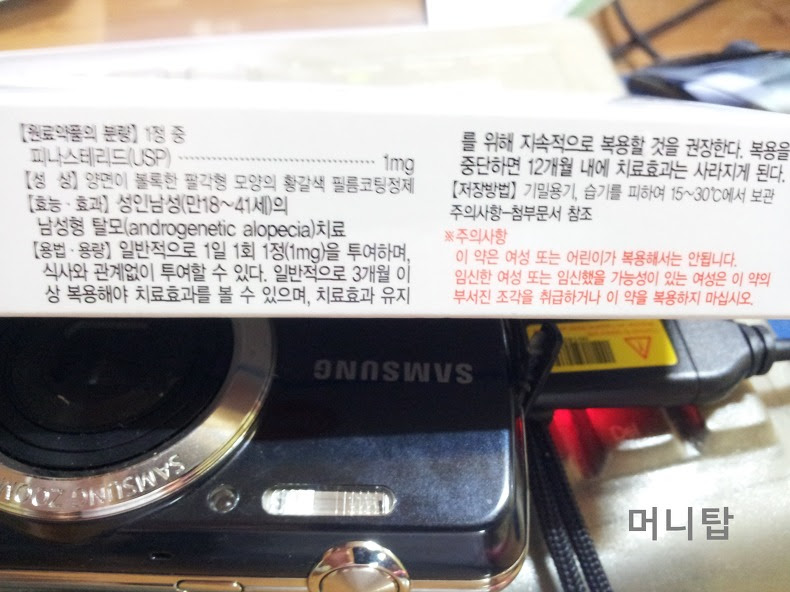 【원료약품의 분량】 1정 중
피나스테리드(USP) ······································ 1mg
【성 상】 양면이 볼록한 팔각형 모양의 황갈색 필름코팅정제
【효능·효과】 성인남성(만18~41세)의
남성형 탈모(androgenetic alopecia)치료
【용법·용량】 일반적으로 1일 1회 1정(1mg)을 투여하며,
식사와 관계없이 투여할 수 있다. 일반적으로 3개월 이
상 복용해야 치료효과를 볼 수 있으며, 치료효과 유지
를 위해 지속적으로 복용할 것을 권장한다. 복용을
중단하면 12개월 내에 치료효과는 사라지게 된다.
【저장방법】 기밀용기, 습기를 피하여 15~30℃에서 보관
주의사항-첨부문서 참조
※주의사항
이 약은 여성 또는 어린이가 복용해서는 안됩니다.
임신한 여성 또는 임신했을 가능성이 있는 여성은 이 약의
부서진 조각을 취급하거나 이 약을 복용하지 마십시오.
SAMSUNG
SAMSUNG ZOOM
머니탑